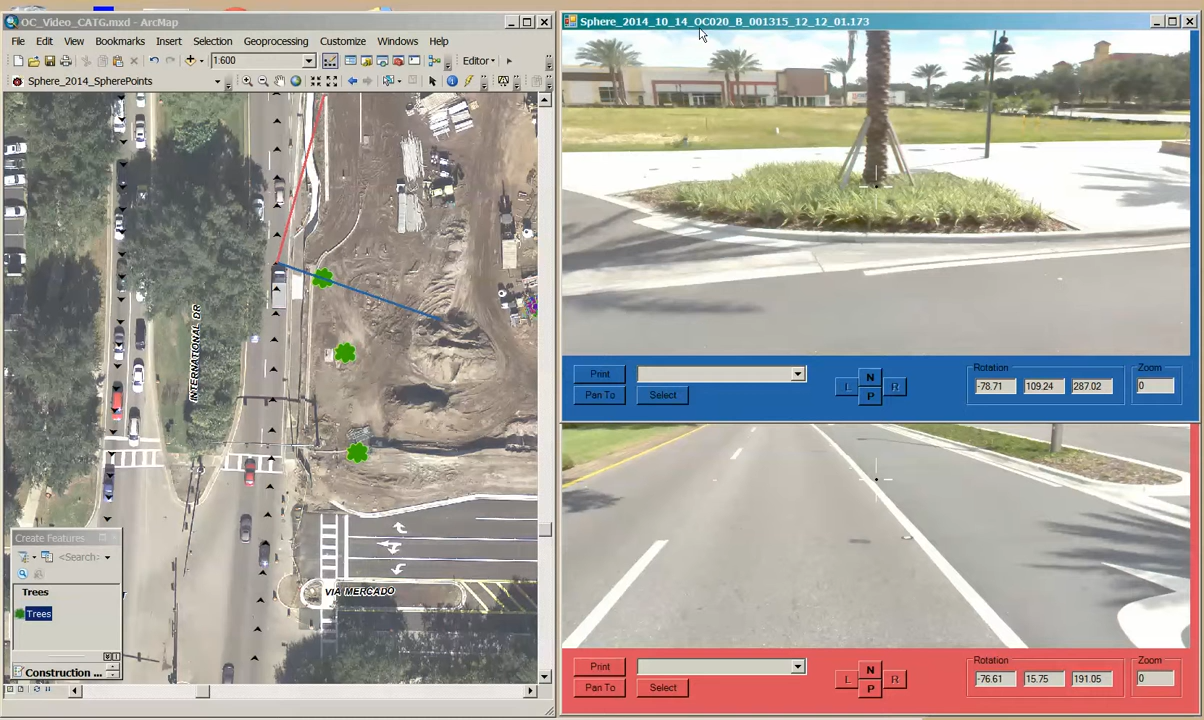 OC_Video_CATG.mxd - ArcMap
File Edit View Bookmarks Insert Selection Geoprocessing Customize Windows Help
1:600
Editor
Sphere_2014_SpherePoints
INTERNATIONAL DR
VIA MERCADO
Create Features
<Search>
Trees
Trees
Construction ...
Sphere_2014_10_14_OC020_B_001315_12_12_01.173
Print
Pan To
Select
L N R
P
Rotation
-78.71 109.24 287.02
Zoom
0
Print
Pan To
Select
L N R
P
Rotation
-76.61 15.75 191.05
Zoom
0